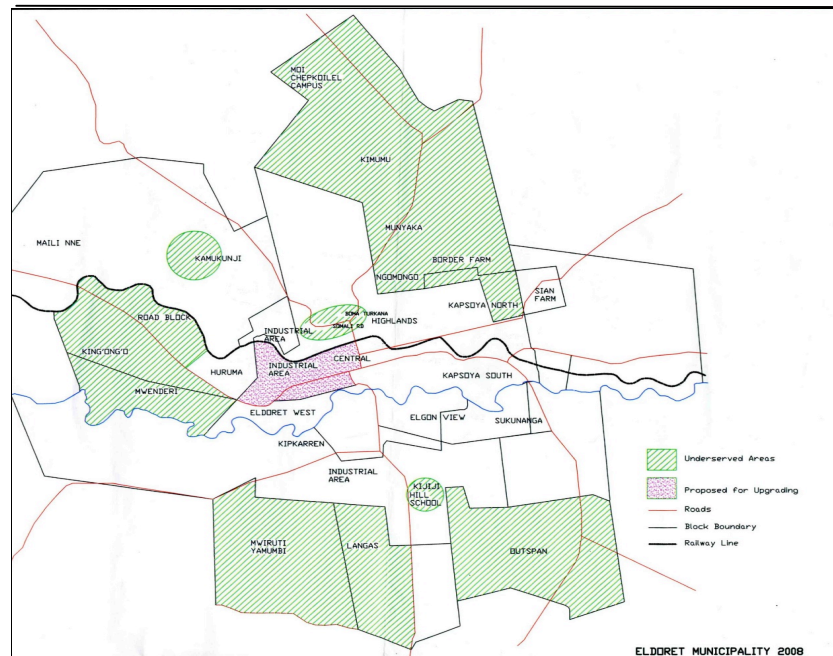 MOI
CHEPKOILEL
CAMPUS
KIMUMU
MUNYAKA
MAILI NNE
KAMUKUNJI
BORDER FARM
NGOMONGO
SIAN
FARM
KAPSOYA NORTH
ROAD BLOCK
SOMA TURKANA
HIGHLANDS
SOMALI RD
INDUSTRIAL
AREA
KING'ONG'O
CENTRAL
HURUMA
INDUSTRIAL
AREA
KAPSOYA SOUTH
MWENDERI
ELDORET WEST
ELGON VIEW
SUKUNANGA
KIPKARREN
INDUSTRIAL
AREA
KIJIJI
HILL
SCHOOL
MWIRUTI
YAMUMBI
LANGAS
OUTSPAN
Underserved Areas
Proposed for Upgrading
Roads
Block Boundary
Railway Line
ELDORET MUNICIPALITY 2008